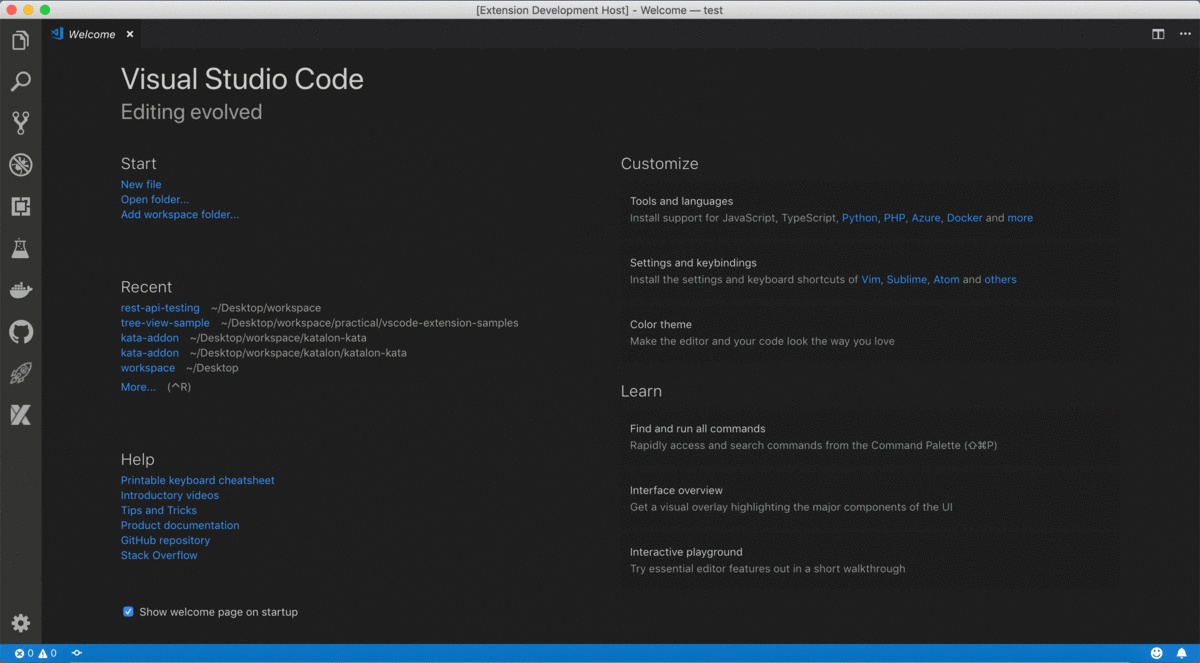 [Extension Development Host] - Welcome — test
Welcome
Visual Studio Code
Editing evolved
Start
New file
Open folder...
Add workspace folder...
Recent
rest-api-testing ~/Desktop/workspace
tree-view-sample ~/Desktop/workspace/practical/vscode-extension-samples
kata-addon ~/Desktop/workspace/katalon-kata
kata-addon ~/Desktop/workspace/katalon/katalon-kata
workspace ~/Desktop
More... (^R)
Help
Printable keyboard cheatsheet
Introductory videos
Tips and Tricks
Product documentation
GitHub repository
Stack Overflow
Show welcome page on startup
Customize
Tools and languages
Install support for JavaScript, TypeScript, Python, PHP, Azure, Docker and more
Settings and keybindings
Install the settings and keyboard shortcuts of Vim, Sublime, Atom and others
Color theme
Make the editor and your code look the way you love
Learn
Find and run all commands
Rapidly access and search commands from the Command Palette (⇧⌘P)
Interface overview
Get a visual overlay highlighting the major components of the UI
Interactive playground
Try essential editor features out in a short walkthrough
0 0